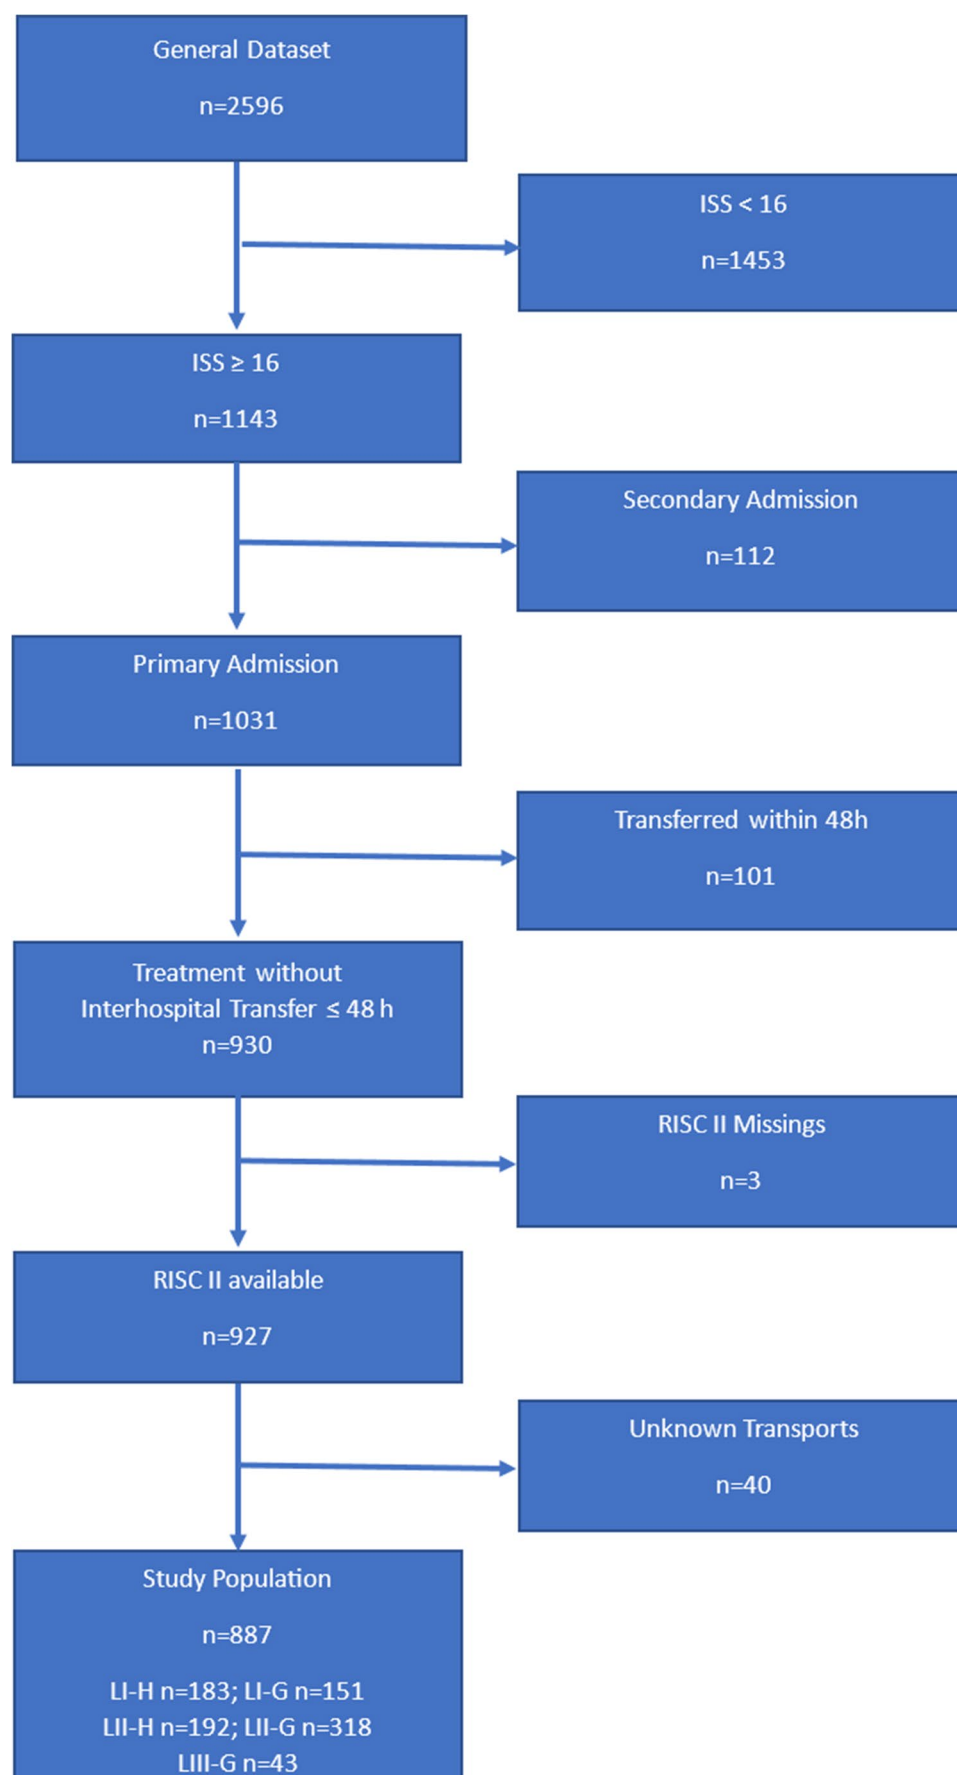 General Dataset
n=2596
ISS < 16
n=1453
ISS ≥ 16
n=1143
Secondary Admission
n=112
Primary Admission
n=1031
Transferred within 48h
n=101
Treatment without
Interhospital Transfer ≤ 48 h
n=930
RISC II Missings
n=3
RISC II available
n=927
Unknown Transports
n=40
Study Population
n=887
LI-H n=183; LI-G n=151
LII-H n=192; LII-G n=318
LIII-G n=43